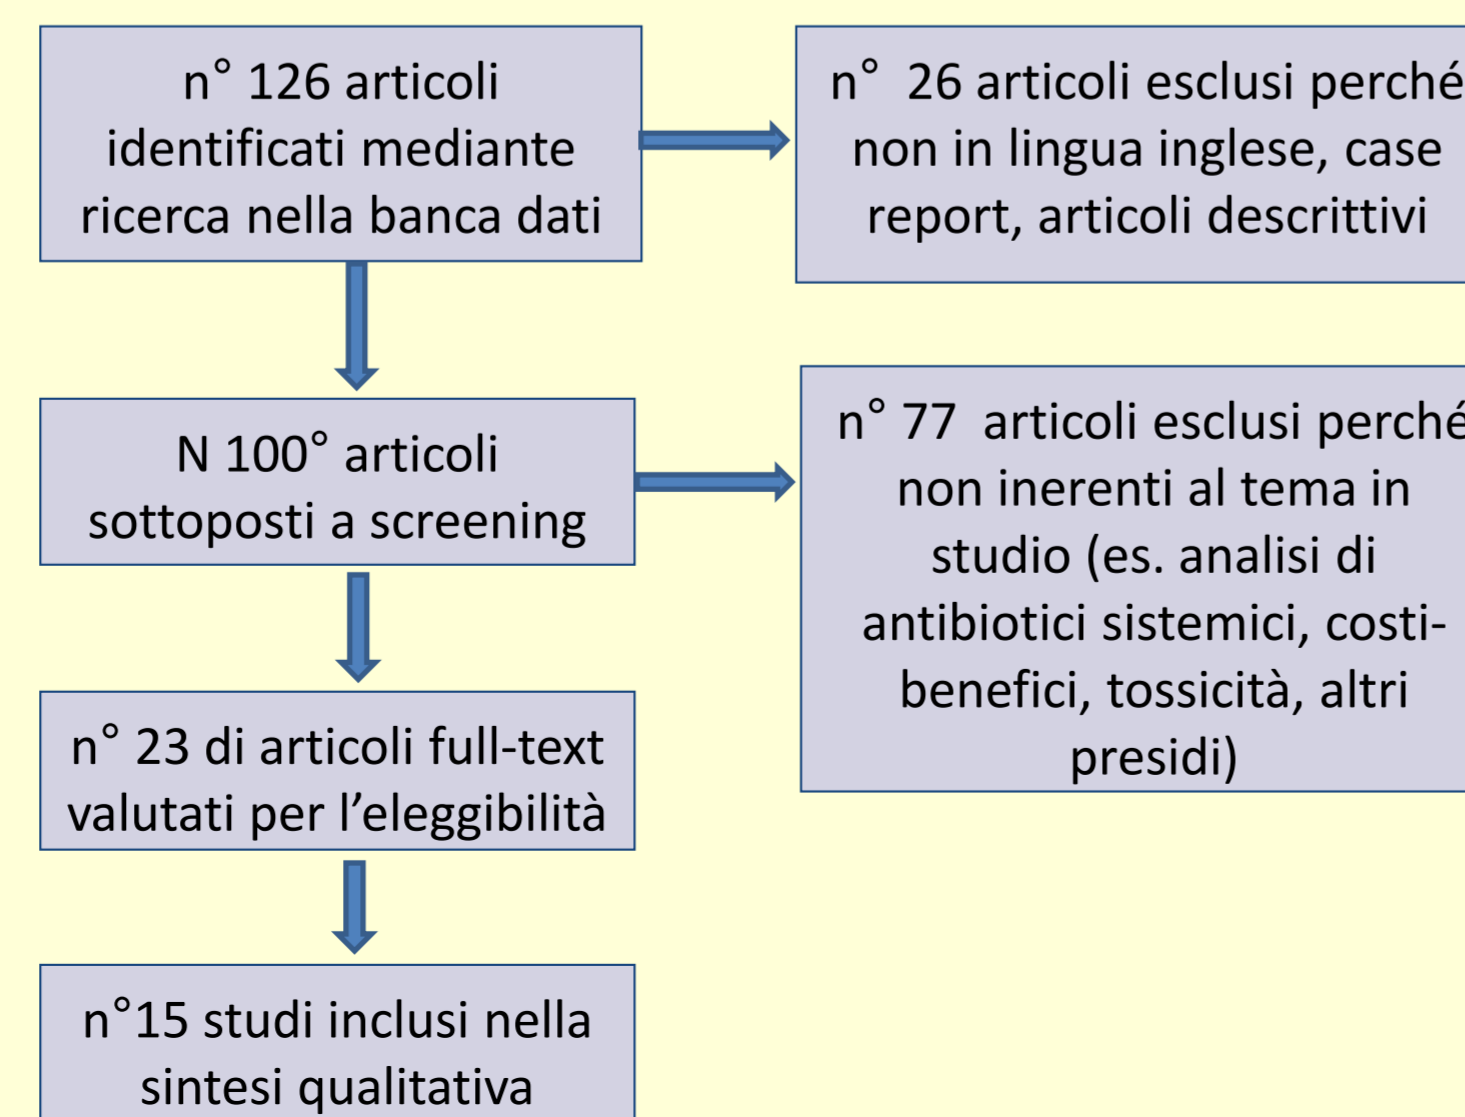 n° 126 articoli
identificati mediante
ricerca nella banca dati
n°  26 articoli esclusi perché
non in lingua inglese, case
report, articoli descrittivi
N 100° articoli
sottoposti a screening
n° 77  articoli esclusi perché
non inerenti al tema in
studio (es. analisi di
antibiotici sistemici, costi-
benefici, tossicità, altri
presidi)
n° 23 di articoli full-text
valutati per l’eleggibilità
n°15 studi inclusi nella
sintesi qualitativa